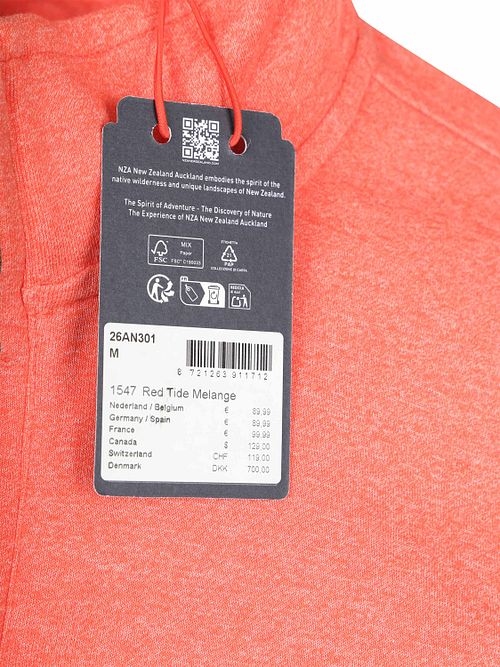 NZA New Zealand Auckland embodies the spirit of the
native wilderness and unique landscapes of New Zealand.
The Spirit of Adventure - The Discovery of Nature
The Experience of NZA New Zealand Auckland
FSC
MIX
Paper
21
PAP
26AN301
M
8 721263 911712
1547 Red Tide Melange
Nederland / Belgium € 89,99
Germany / Spain € 89,99
France € 99,99
Canada $ 129,00
Switzerland CHF 119,00
Denmark DKK 700,00